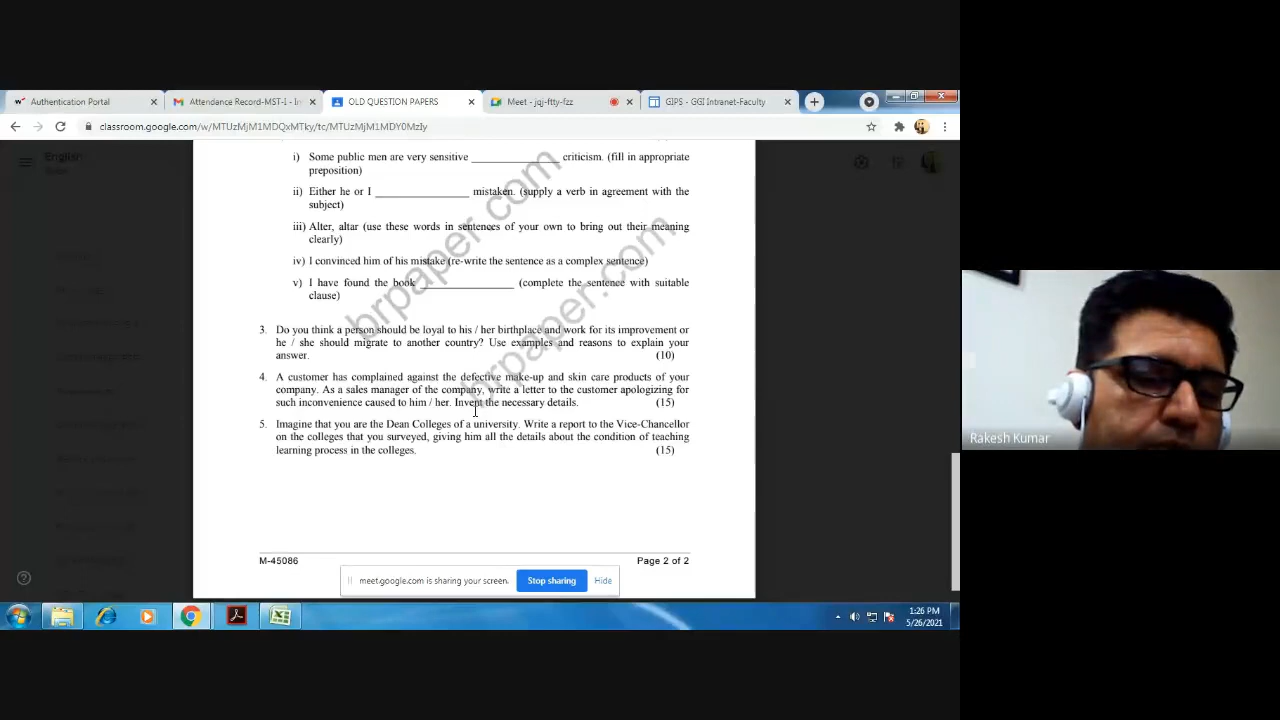 Authentication Portal
Attendance Record-MST-I - In
OLD QUESTION PAPERS
Meet - jqj-ftty-fzz
GIPS - GGI Intranet-Faculty
classroom.google.com/w/MTUzMjM1MDQxMTky/tc/MTUzMjM1MDY0MzIy
English
i) Some public men are very sensitive ________________ criticism. (fill in appropriate
preposition)
ii) Either he or I ________________ mistaken. (supply a verb in agreement with the
subject)
iii) Alter, altar (use these words in sentences of your own to bring out their meaning
clearly)
iv) I convinced him of his mistake (re-write the sentence as a complex sentence)
v) I have found the book ________________ (complete the sentence with suitable
clause)
3. Do you think a person should be loyal to his / her birthplace and work for its improvement or
he / she should migrate to another country? Use examples and reasons to explain your
answer. (10)
4. A customer has complained against the defective make-up and skin care products of your
company. As a sales manager of the company, write a letter to the customer apologizing for
such inconvenience caused to him / her. Invent the necessary details. (15)
5. Imagine that you are the Dean Colleges of a university. Write a report to the Vice-Chancellor
on the colleges that you surveyed, giving him all the details about the condition of teaching
learning process in the colleges. (15)
brpaper.com
brpaper.com
M-45086 Page 2 of 2
meet.google.com is sharing your screen. Stop sharing Hide
1:26 PM
5/26/2021
Rakesh Kumar